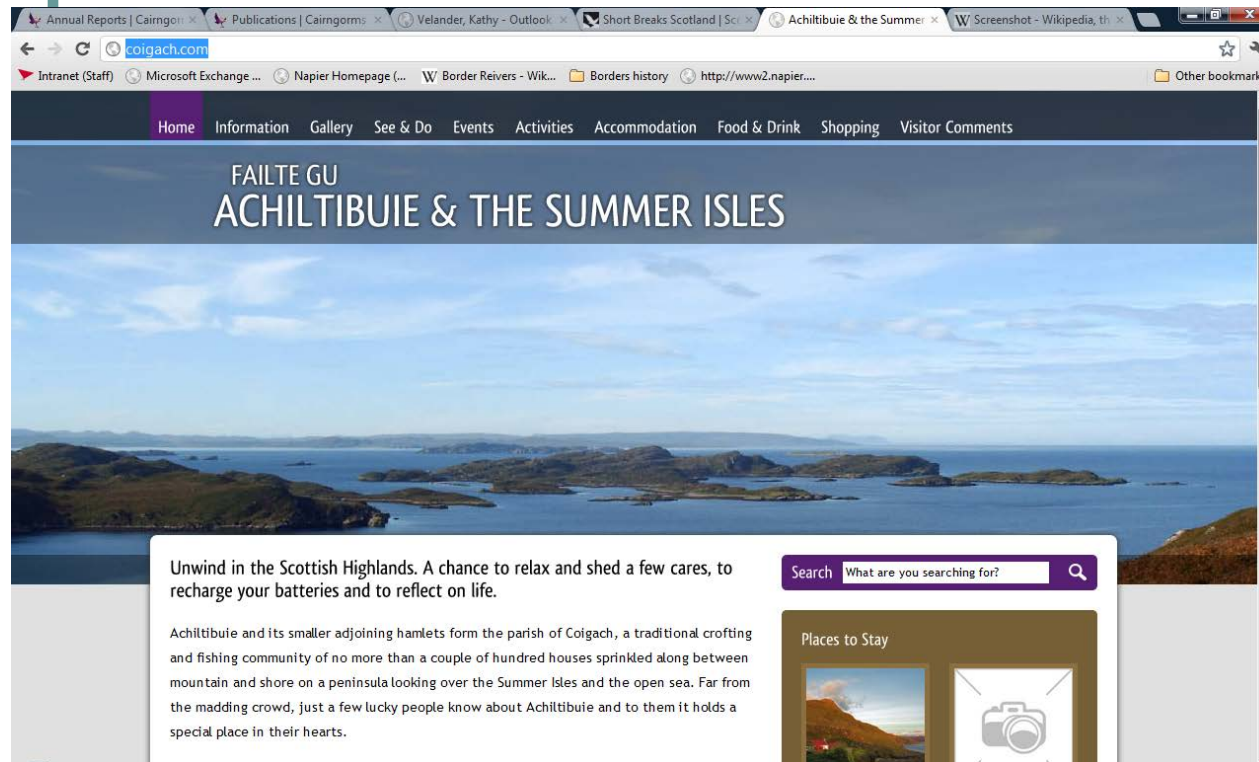 Annual Reports | Cairngorm
Publications | Cairngorms
Velander, Kathy - Outlook
Short Breaks Scotland | Sc
Achiltibuie & the Summer
Screenshot - Wikipedia, th
coigach.com
Intranet (Staff) Microsoft Exchange ... Napier Homepage (... Border Reivers - Wik... Borders history http://www2.napier.... Other bookmark
Home Information Gallery See & Do Events Activities Accommodation Food & Drink Shopping Visitor Comments
FAILTE GU
ACHILTIBUIE & THE SUMMER ISLES
Unwind in the Scottish Highlands. A chance to relax and shed a few cares, to
recharge your batteries and to reflect on life.
Achiltibuie and its smaller adjoining hamlets form the parish of Coigach, a traditional crofting
and fishing community of no more than a couple of hundred houses sprinkled along between
mountain and shore on a peninsula looking over the Summer Isles and the open sea. Far from
the madding crowd, just a few lucky people know about Achiltibuie and to them it holds a
special place in their hearts.
Search What are you searching for?
Places to Stay